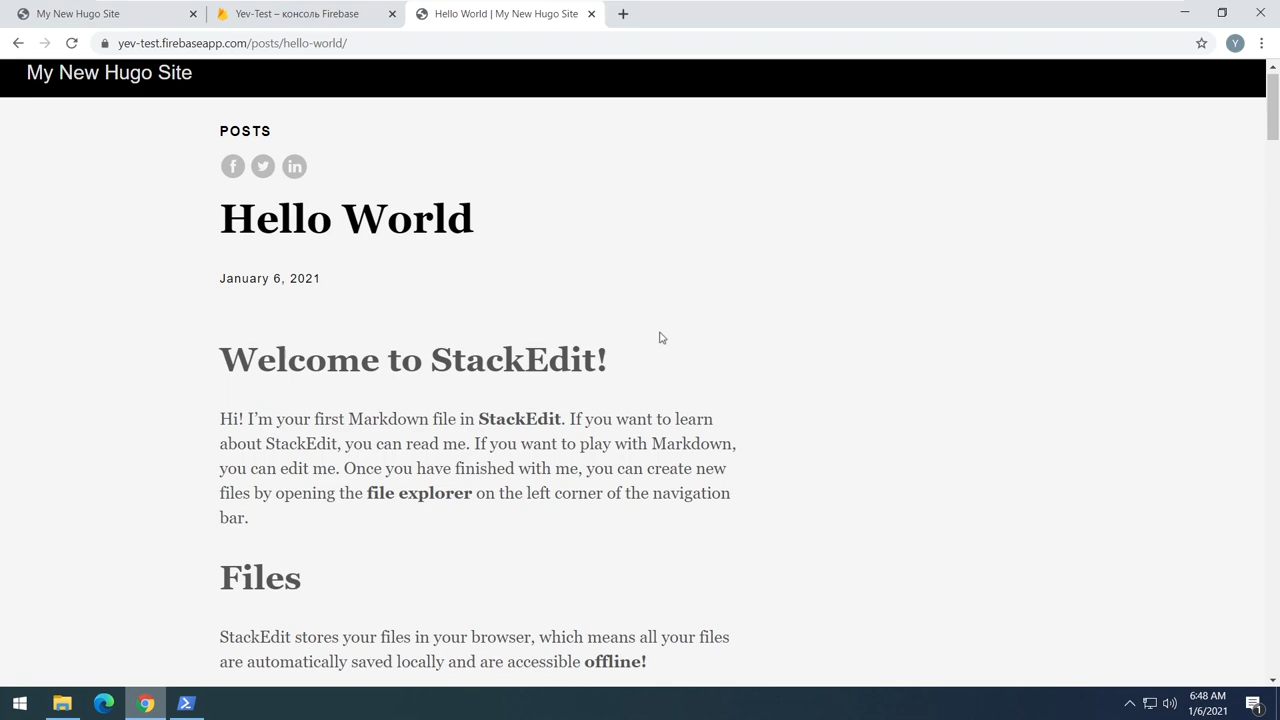 My New Hugo Site
Yev-Test – консоль Firebase
Hello World | My New Hugo Site
yev-test.firebaseapp.com/posts/hello-world/
Y
My New Hugo Site
POSTS
Hello World
January 6, 2021
Welcome to StackEdit!
Hi! I’m your first Markdown file in StackEdit. If you want to learn
about StackEdit, you can read me. If you want to play with Markdown,
you can edit me. Once you have finished with me, you can create new
files by opening the file explorer on the left corner of the navigation
bar.
Files
StackEdit stores your files in your browser, which means all your files
are automatically saved locally and are accessible offline!
6:48 AM
1/6/2021
1